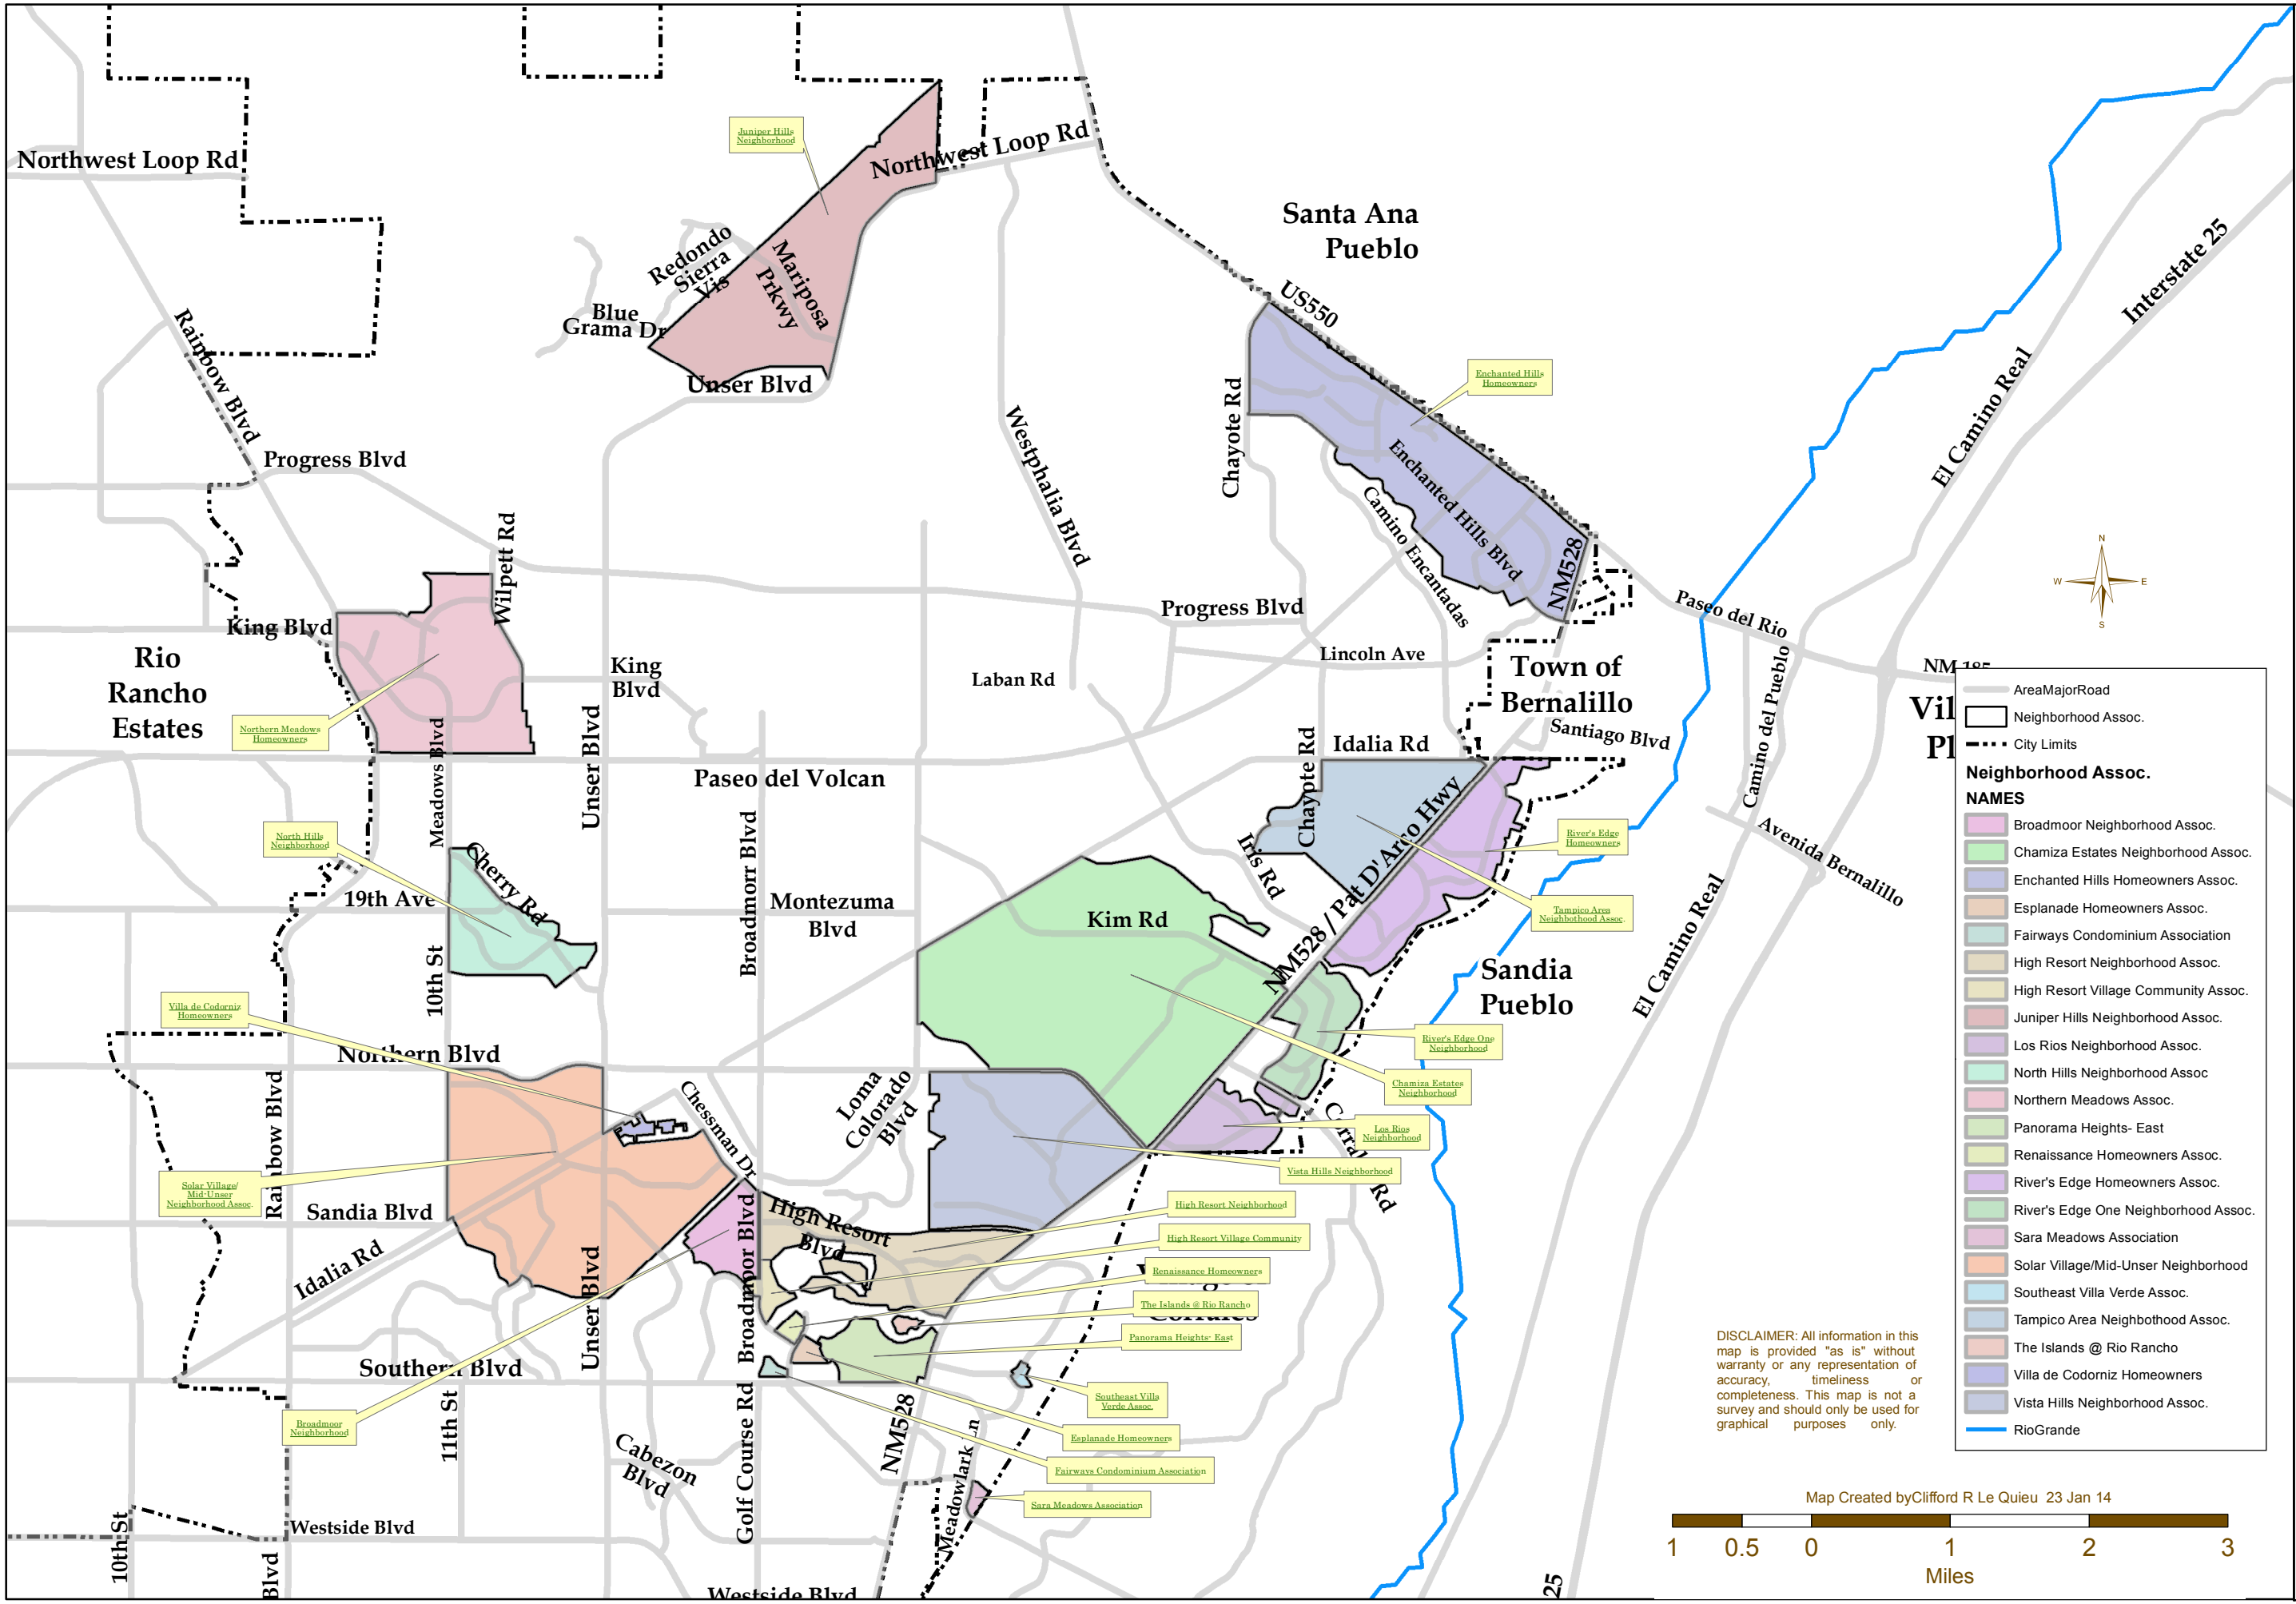 Juniper Hills
Neighborhood
Northwest Loop Rd
Northwest Loop Rd
Santa Ana
Pueblo
Interstate 25
Redondo
Sierra
Vis
Mariposa
Prkwy
Blue
Grama Dr
US550
Rainbow Blvd
Unser Blvd
Enchanted Hills
Homeowners
Chayote Rd
El Camino Real
Westphalia Blvd
Progress Blvd
Enchanted Hills Blvd
Camino Encantadas
Wilpett Rd
NM528
N
W
E
S
Paseo del Rio
Progress Blvd
King Blvd
Rio
Rancho
Estates
King
Blvd
Laban Rd
Lincoln Ave
Town of
Bernalillo
NM 185
Vil
Pl
Northern Meadows
Homeowners
Meadows Blvd
Unser Blvd
Santiago Blvd
Camino del Pueblo
Idalia Rd
Chayote Rd
Paseo del Volcan
NM528 / Pat D'Arco Hwy
North Hills
Neighborhood
Cherry Rd
Broadmorr Blvd
Iris Rd
River's Edge
Homeowners
Avenida Bernalillo
19th Ave
Montezuma
Blvd
Kim Rd
Tampico Area
Neighbothood Assoc.
10th St
Sandia
Pueblo
El Camino Real
Villa de Codorniz
Homeowners
Northern Blvd
River's Edge One
Neighborhood
Chamiza Estates
Neighborhood
Rainbow Blvd
Chessman Dr
Loma
Colorado
Blvd
Los Rios
Neighborhood
Vista Hills Neighborhood
Solar Village/
Mid-Unser
Neighborhood Assoc.
Sandia Blvd
Idalia Rd
High Resort
Blvd
High Resort Neighborhood
High Resort Village Community
Renaissance Homeowners
The Islands @ Rio Rancho
Panorama Heights- East
Unser Blvd
Broadmoor Blvd
Southern Blvd
Southeast Villa
Verde Assoc.
Broadmoor
Neighborhood
11th St
Golf Course Rd
NM528
Esplanade Homeowners
Cabezon
Blvd
Fairways Condominium Association
Sara Meadows Association
10th St
Westside Blvd
Blvd
Westside Blvd
25
AreaMajorRoad
Neighborhood Assoc.
City Limits
Neighborhood Assoc.
NAMES
Broadmoor Neighborhood Assoc.
Chamiza Estates Neighborhood Assoc.
Enchanted Hills Homeowners Assoc.
Esplanade Homeowners Assoc.
Fairways Condominium Association
High Resort Neighborhood Assoc.
High Resort Village Community Assoc.
Juniper Hills Neighborhood Assoc.
Los Rios Neighborhood Assoc.
North Hills Neighborhood Assoc
Northern Meadows Assoc.
Panorama Heights- East
Renaissance Homeowners Assoc.
River's Edge Homeowners Assoc.
River's Edge One Neighborhood Assoc.
Sara Meadows Association
Solar Village/Mid-Unser Neighborhood
Southeast Villa Verde Assoc.
Tampico Area Neighbothood Assoc.
The Islands @ Rio Rancho
Villa de Codorniz Homeowners
Vista Hills Neighborhood Assoc.
RioGrande
DISCLAIMER: All information in this
map is provided "as is" without
warranty or any representation of
accuracy, timeliness or
completeness. This map is not a
survey and should only be used for
graphical purposes only.
Map Created byClifford R Le Quieu 23 Jan 14
1 0.5 0 1 2 3
Miles